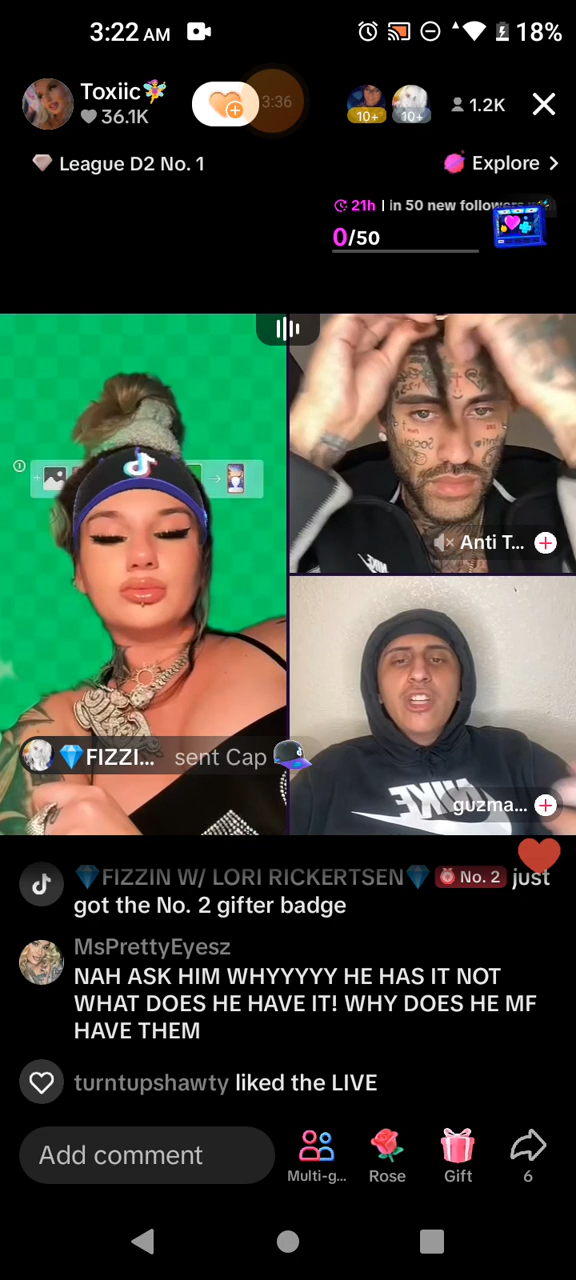 3:22 AM
18%
Toxiic🧚
36.1K
3:36
10+
10+
1.2K
League D2 No. 1
Explore >
21h | in 50 new followers
0/50
Anti T...
FIZZI... sent Cap
NIKE
guzma...
💎FIZZIN W/ LORI RICKERTSEN💎 No. 2 just
got the No. 2 gifter badge
MsPrettyEyesz
NAH ASK HIM WHYYYYY HE HAS IT NOT
WHAT DOES HE HAVE IT! WHY DOES HE MF
HAVE THEM
turntupshawty liked the LIVE
Add comment
Multi-g...
Rose
Gift
6